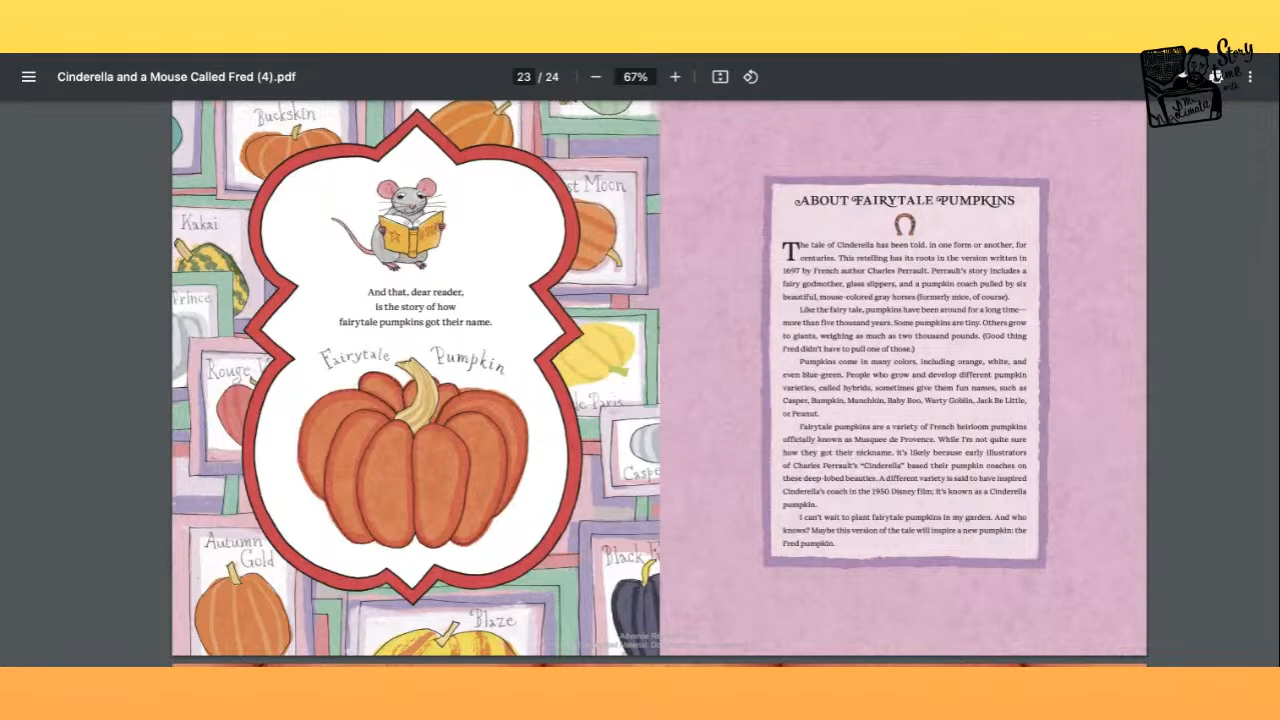 Cinderella and a Mouse Called Fred (4).pdf
23 / 24
67%
Story
time
with
Mr.
Limata
Buckskin
st Moon
Kakai
Prince
Rouge
de Paris
Caspe
Autumn
Gold
Blaze
Black
And that, dear reader,
is the story of how
fairytale pumpkins got their name.
Fairytale Pumpkin
ABOUT FAIRYTALE PUMPKINS
The tale of Cinderella has been told, in one form or another, for
centuries. This retelling has its roots in the version written in
1697 by French author Charles Perrault. Perrault's story includes a
fairy godmother, glass slippers, and a pumpkin coach pulled by six
beautiful, mouse-colored gray horses (formerly mice, of course).
Like the fairy tale, pumpkins have been around for a long time—
more than five thousand years. Some pumpkins are tiny. Others grow
to giants, weighing as much as two thousand pounds. (Good thing
Fred didn't have to pull one of those.)
Pumpkins come in many colors, including orange, white, and
even blue-green. People who grow and develop different pumpkin
varieties, called hybrids, sometimes give them fun names, such as
Casper, Bumpkin, Munchkin, Baby Boo, Warty Goblin, Jack Be Little,
or Peanut.
Fairytale pumpkins are a variety of French heirloom pumpkins
officially known as Musquee de Provence. While I'm not quite sure
how they got their nickname, it's likely because early illustrators
of Charles Perrault's "Cinderella" based their pumpkin coaches on
these deep-lobed beauties. A different variety is said to have inspired
Cinderella's coach in the 1950 Disney film; it's known as a Cinderella
pumpkin.
I can't wait to plant fairytale pumpkins in my garden. And who
knows? Maybe this version of the tale will inspire a new pumpkin: the
Fred pumpkin.